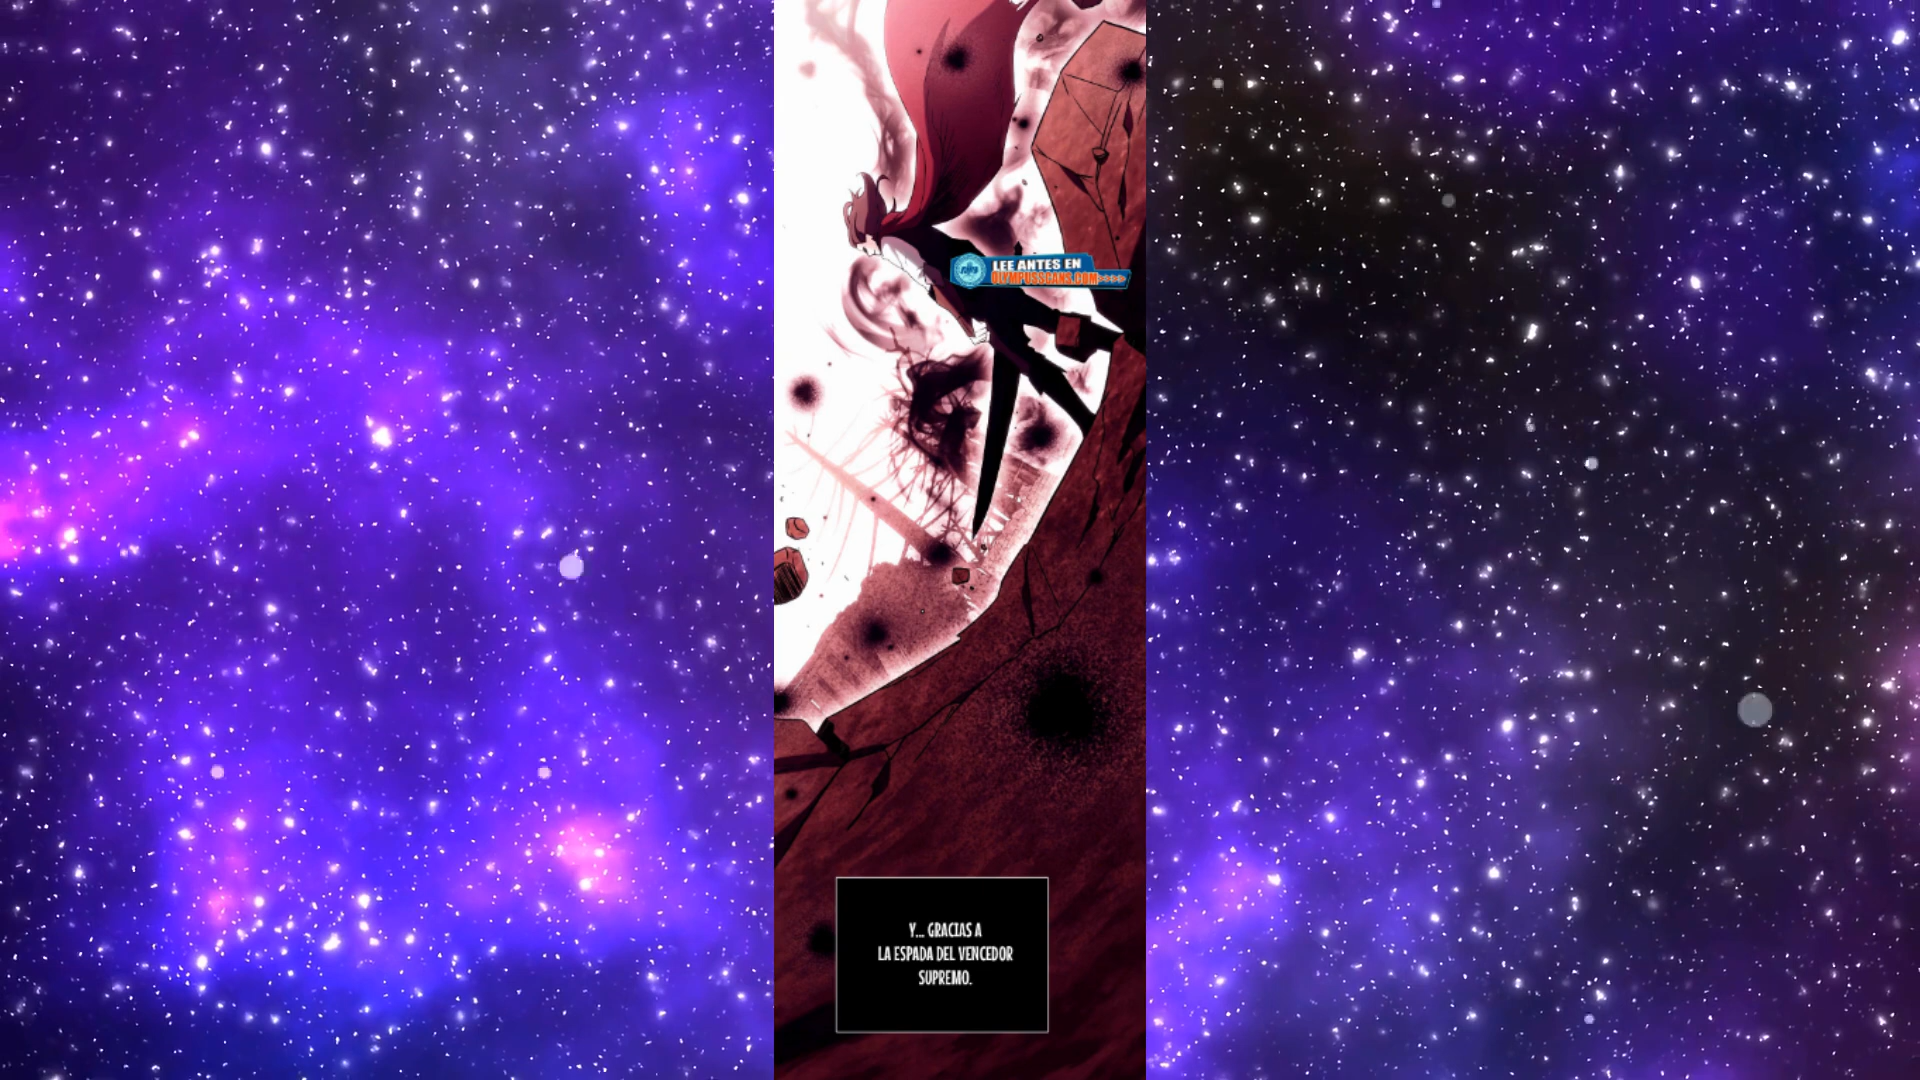 LEE ANTES EN
OLYMPUSSCANS.COM>>>>
Y... GRACIAS A
LA ESPADA DEL VENCEDOR
SUPREMO.